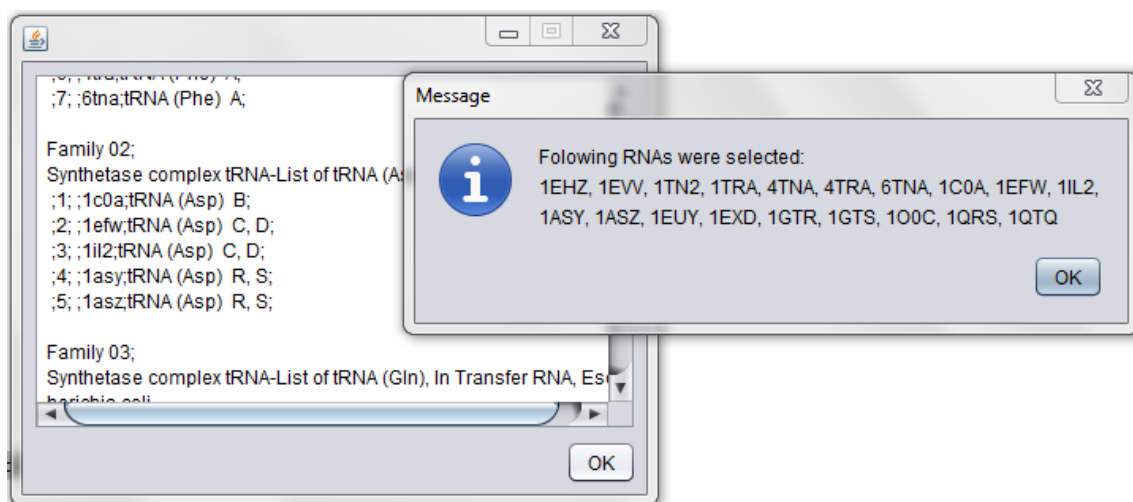 ;7; ;6tna;tRNA (Phe) A;
Family 02;
Synthetase complex tRNA-List of tRNA
;1; ;1c0a;tRNA (Asp) B;
;2; ;1efw;tRNA (Asp) C, D;
;3; ;1il2;tRNA (Asp) C, D;
;4; ;1asy;tRNA (Asp) R, S;
;5; ;1asz;tRNA (Asp) R, S;
Family 03;
Synthetase complex tRNA-List of tRNA (Gln), In Transfer RNA,
OK
Message
Folowing RNAs were selected:
1EHZ, 1EVV, 1TN2, 1TRA, 4TNA, 4TRA, 6TNA, 1C0A, 1EFW, 1IL2,
1ASY, 1ASZ, 1EUY, 1EXD, 1GTR, 1GTS, 1O0C, 1QRS, 1QTQ
OK